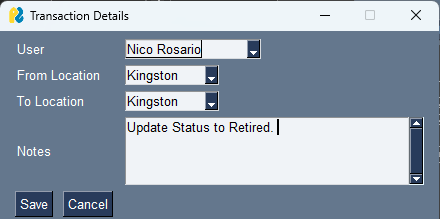 Transaction Details
User
Nico Rosario
From Location
Kingston
To Location
Kingston
Notes
Update Status to Retired.
Save
Cancel